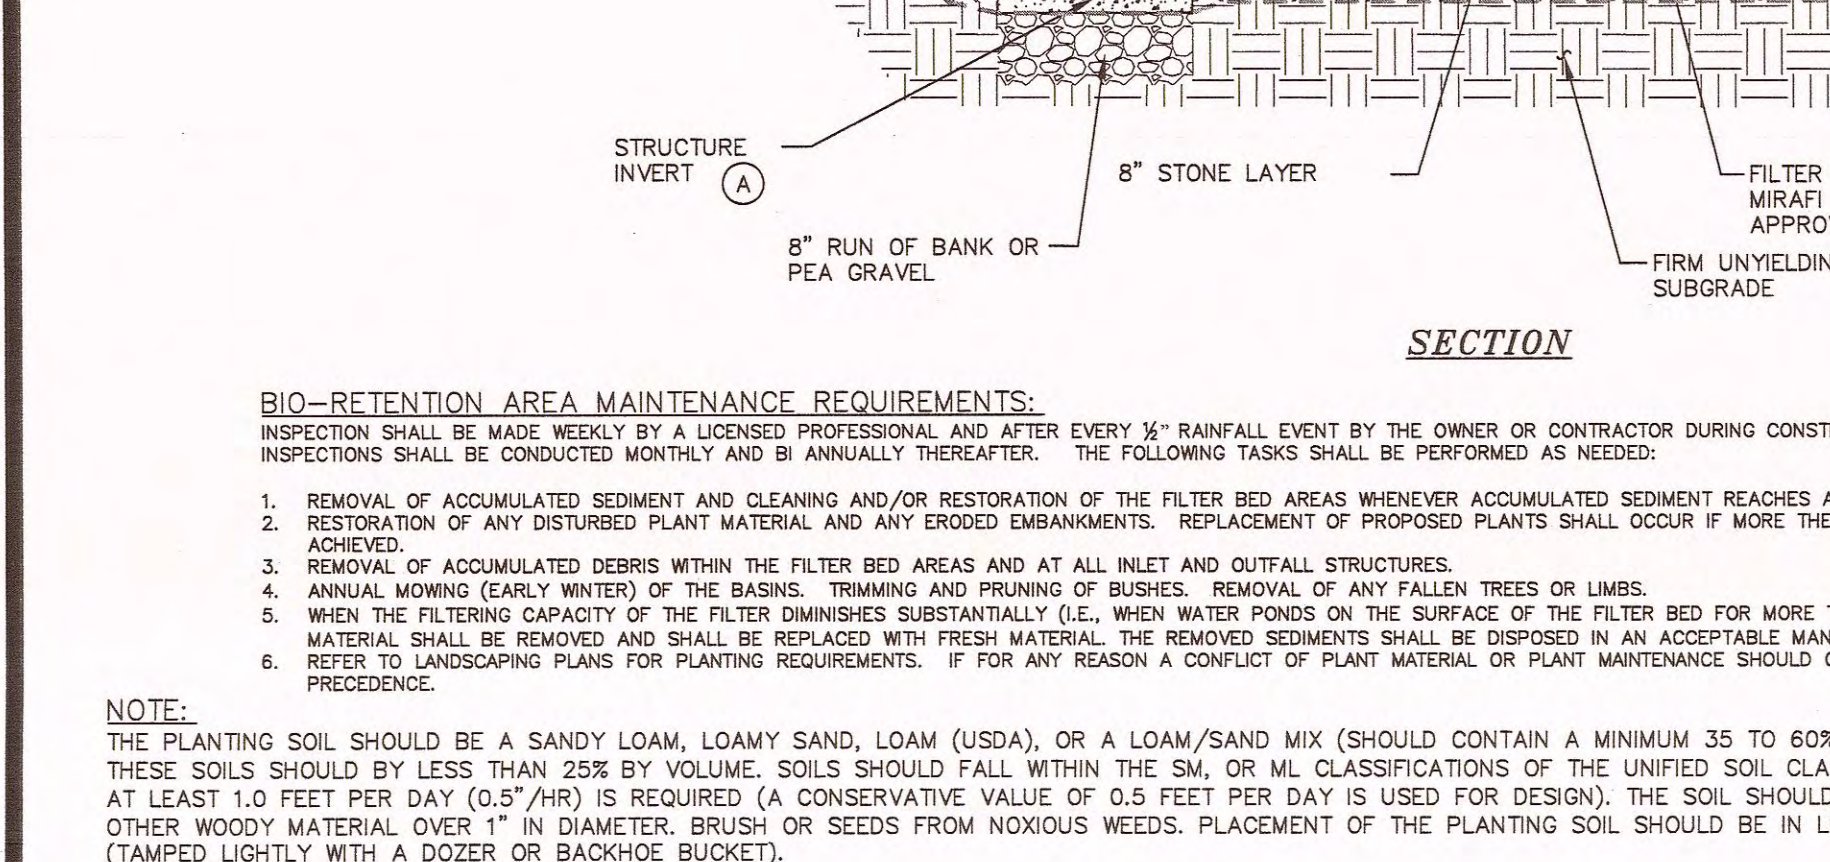 STRUCTURE
INVERT A
8" STONE LAYER
FILTER
MIRAFI
8" RUN OF BANK OR
PEA GRAVEL
FIRM
SUBGRADE
SECTION
BIO-RETENTION AREA MAINTENANCE REQUIREMENTS:
INSPECTION SHALL BE MADE WEEKLY BY A LICENSED PROFESSIONAL AND AFTER EVERY ½" RAINFALL EVENT BY THE OWNER OR CONTRACTOR DURING
INSPECTIONS SHALL BE CONDUCTED MONTHLY AND BI ANNUALLY THEREAFTER. THE FOLLOWING TASKS SHALL BE PERFORMED AS NEEDED:
1. REMOVAL OF ACCUMULATED SEDIMENT AND CLEANING AND/OR RESTORATION OF THE FILTER BED AREAS WHENEVER ACCUMULATED SEDIMENT REACHES
2. RESTORATION OF ANY DISTURBED PLANT MATERIAL AND ANY ERODED EMBANKMENTS. REPLACEMENT OF PROPOSED PLANTS SHALL OCCUR IF MORE THE
ACHIEVED.
3. REMOVAL OF ACCUMULATED DEBRIS WITHIN THE FILTER BED AREAS AND AT ALL INLET AND OUTFALL STRUCTURES.
4. ANNUAL MOWING (EARLY WINTER) OF THE BASINS. TRIMMING AND PRUNING OF BUSHES. REMOVAL OF ANY FALLEN TREES OR LIMBS.
5. WHEN THE FILTERING CAPACITY OF THE FILTER DIMINISHES SUBSTANTIALLY (I.E., WHEN WATER PONDS ON THE SURFACE OF THE FILTER BED FOR MORE
MATERIAL SHALL BE REMOVED AND SHALL BE REPLACED WITH FRESH MATERIAL. THE REMOVED SEDIMENTS SHALL BE DISPOSED IN AN ACCEPTABLE
6. REFER TO LANDSCAPING PLANS FOR PLANTING REQUIREMENTS. IF FOR ANY REASON A CONFLICT OF PLANT MATERIAL OR PLANT MAINTENANCE SHOULD
PRECEDENCE.
NOTE:
THE PLANTING SOIL SHOULD BE A SANDY LOAM, LOAMY SAND, LOAM (USDA), OR A LOAM/SAND MIX (SHOULD CONTAIN A MINIMUM 35 TO 60%
THESE SOILS SHOULD BY LESS THAN 25% BY VOLUME. SOILS SHOULD FALL WITHIN THE SM, OR ML CLASSIFICATIONS OF THE UNIFIED SOIL
AT LEAST 1.0 FEET PER DAY (0.5"/HR) IS REQUIRED (A CONSERVATIVE VALUE OF 0.5 FEET PER DAY IS USED FOR DESIGN). THE SOIL SHOULD
OTHER WOODY MATERIAL OVER 1" IN DIAMETER. BRUSH OR SEEDS FROM NOXIOUS WEEDS. PLACEMENT OF THE PLANTING SOIL SHOULD BE IN
(TAMPED LIGHTLY WITH A DOZER OR BACKHOE BUCKET).